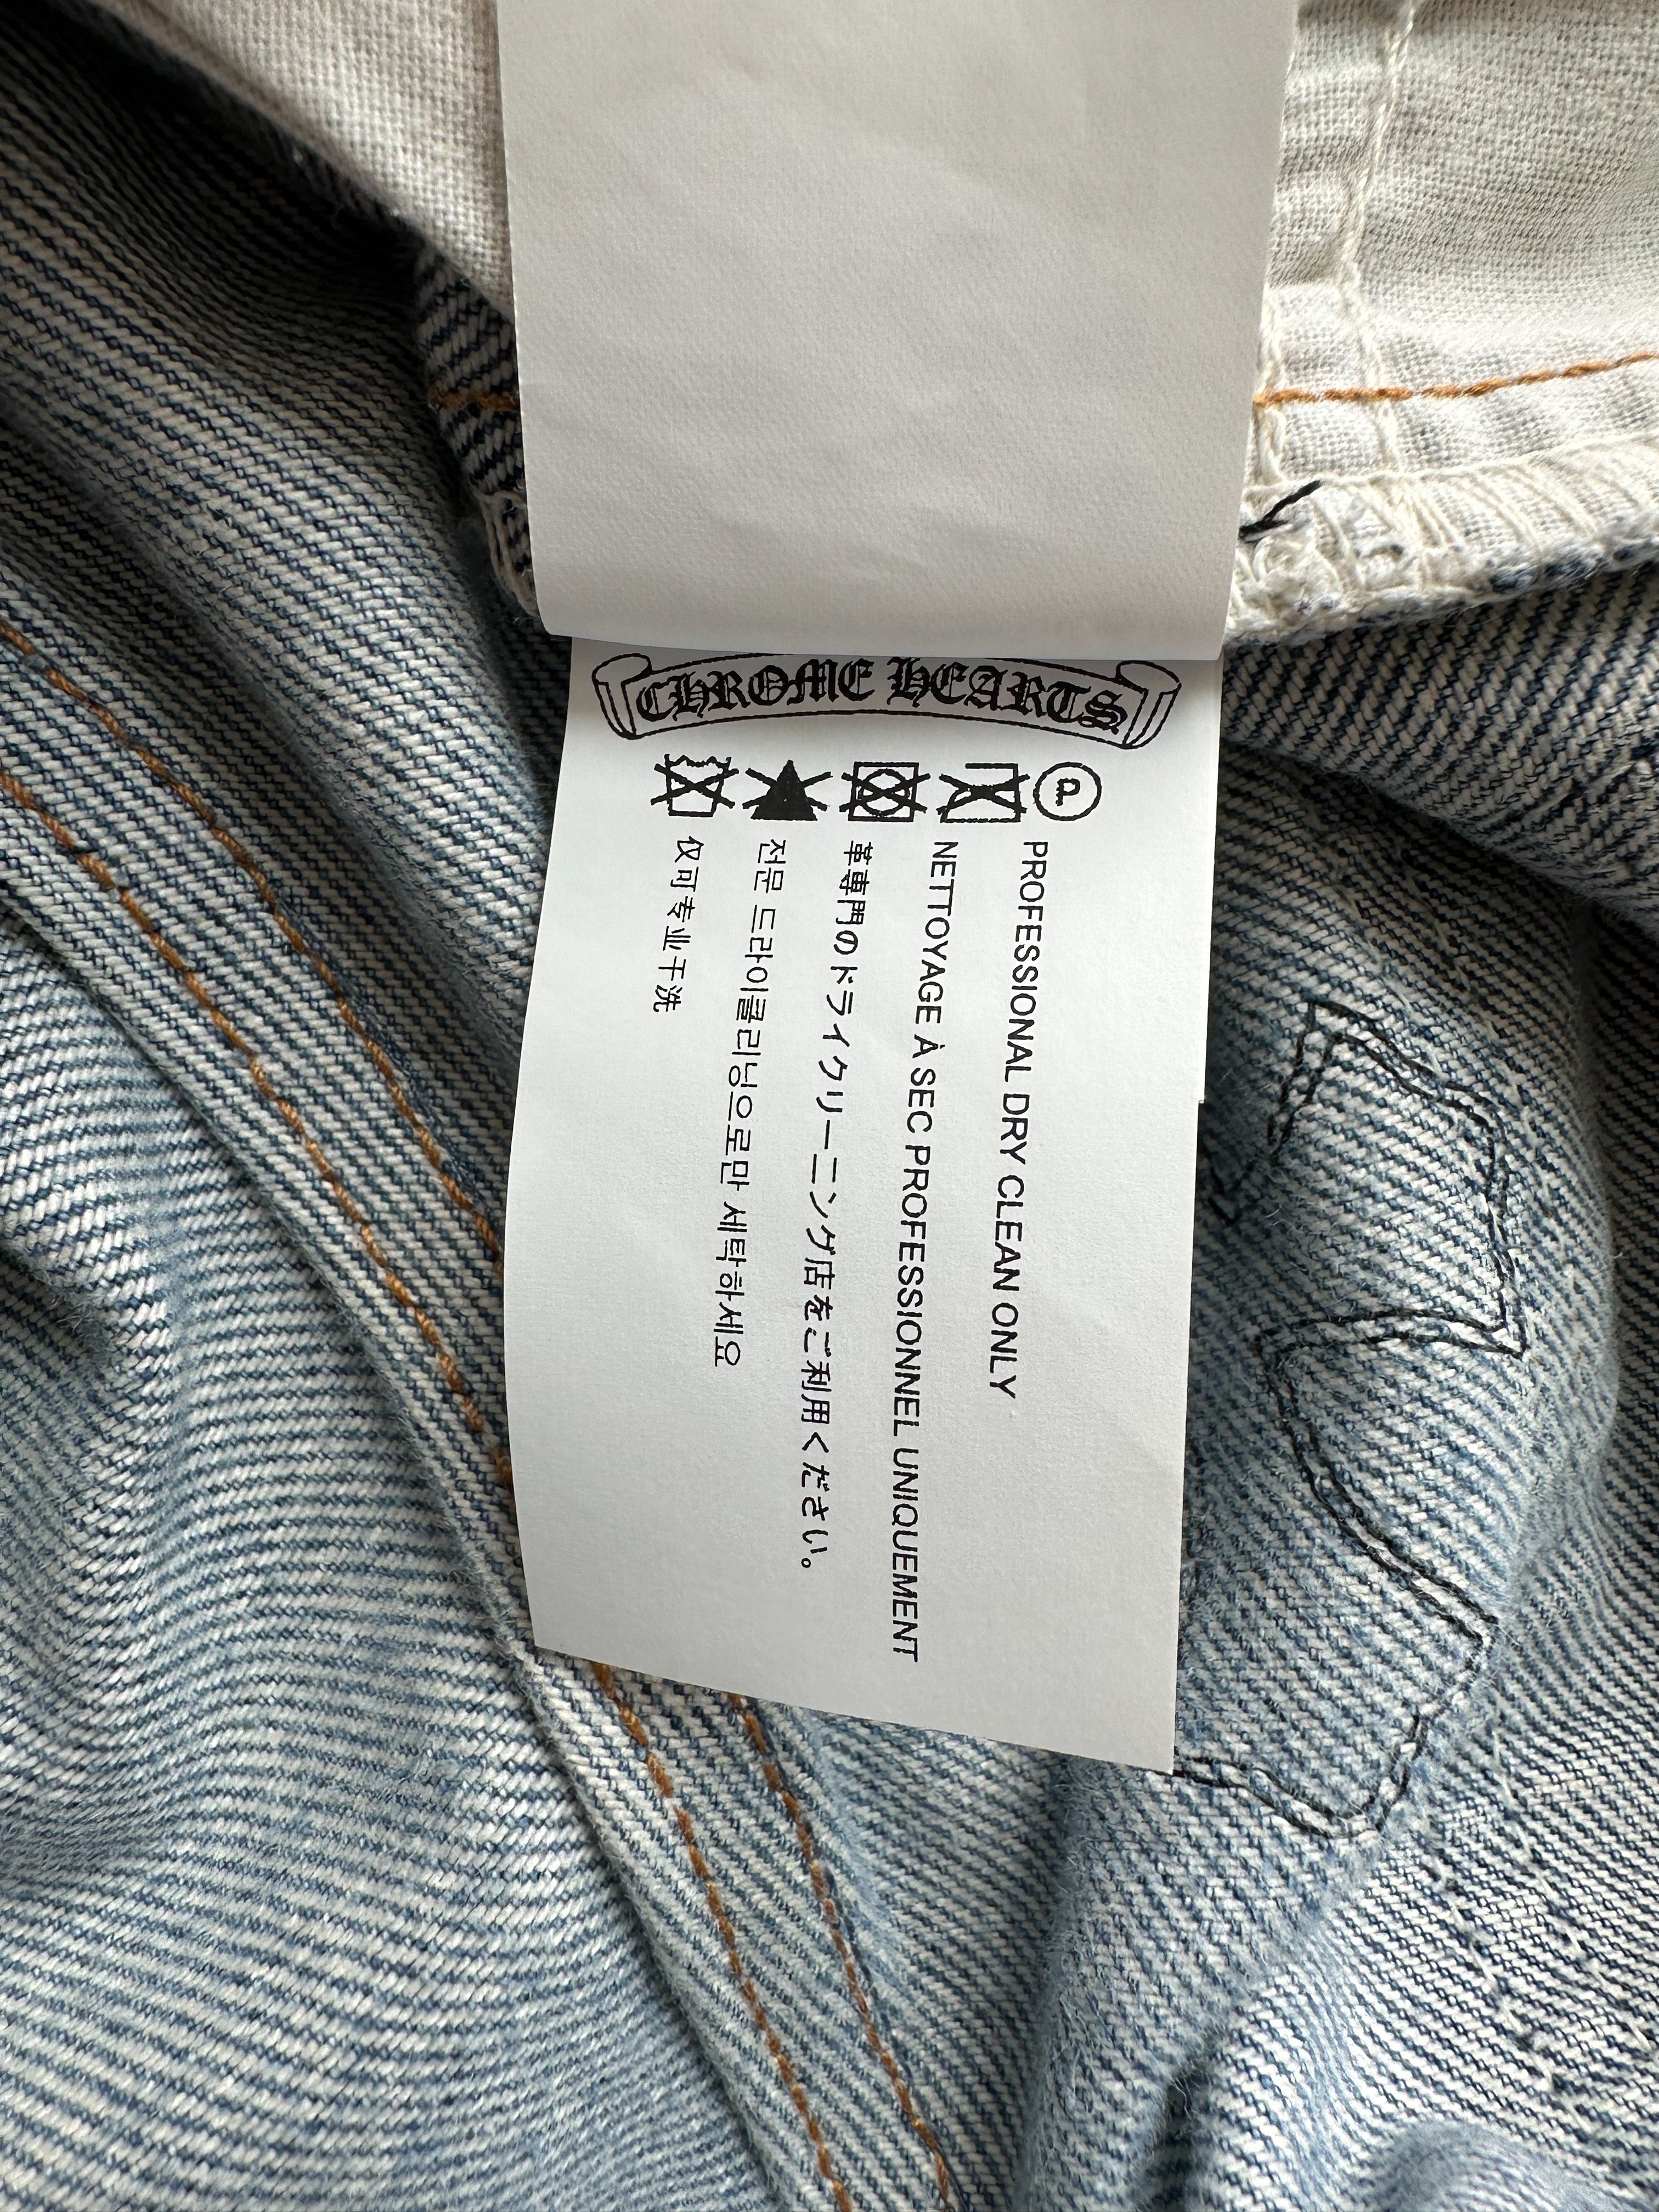 CHROME HEARTS
P
PROFESSIONAL DRY CLEAN ONLY
NETTOYAGE À SEC PROFESSIONNEL UNIQUEMENT
革専門のドライクリーニング店をご利用ください。
전문 드라이클리닝으로만 세탁하세요
仅可专业干洗